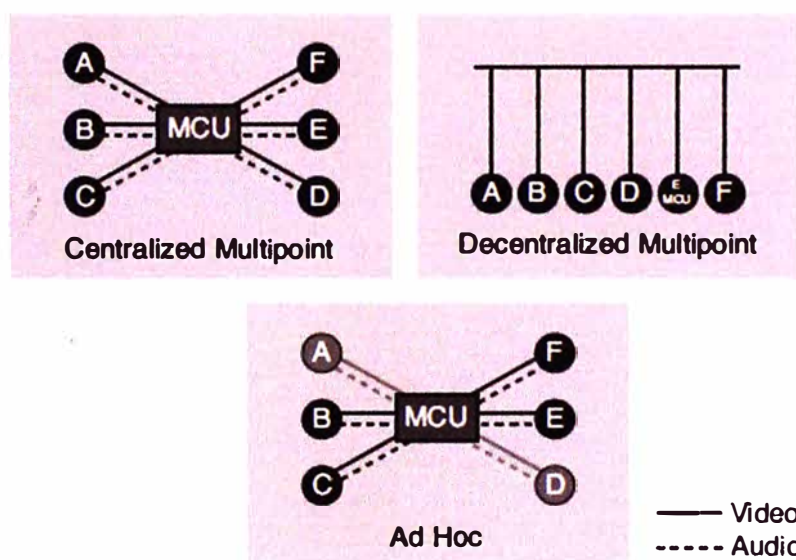 A
F
B
MCU
E
C
D
Centralized Multipoint
A B C D E MCU F
Decentralized Multipoint
A
F
B
MCU
E
C
D
Ad Hoc
Video
Audio